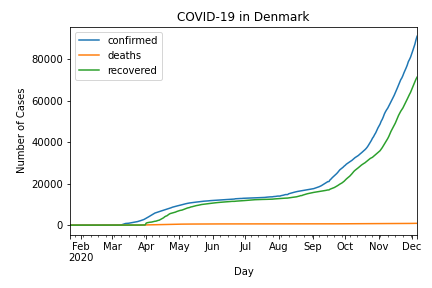 COVID-19 in Denmark
confirmed
deaths
recovered
Number of Cases
80000
60000
40000
20000
0
Feb Mar Apr May Jun Jul Aug Sep Oct Nov Dec
2020
Day